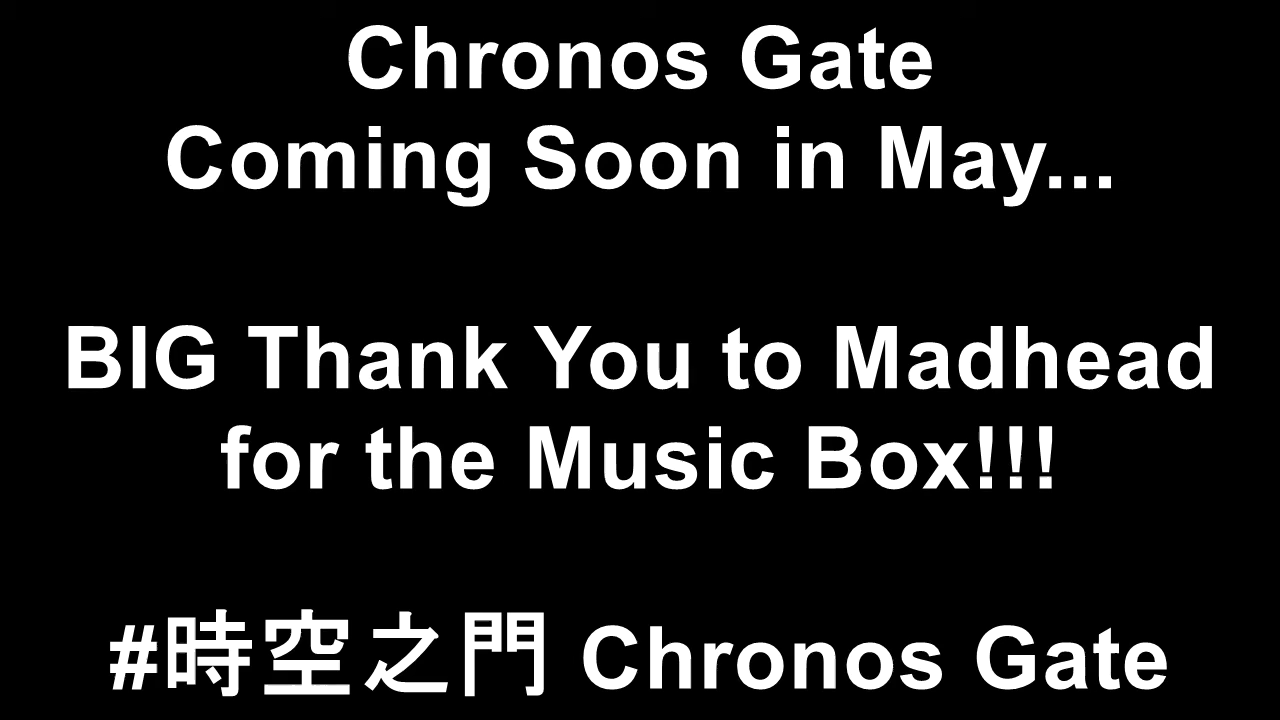 Chronos Gate
Coming Soon in May...
BIG Thank You to Madhead
for the Music Box!!!
#時空之門 Chronos Gate